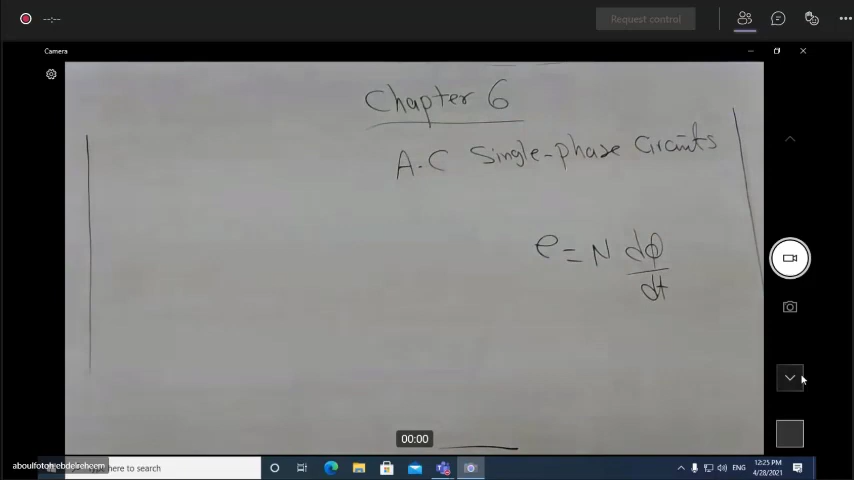 --:--
Request control
Camera
Chapter 6
A.C Single-phase Circuits
e = N dϕ/dt
00:00
aboulfotoh ebdelreheem
here to search
ENG
12:25 PM
4/28/2021